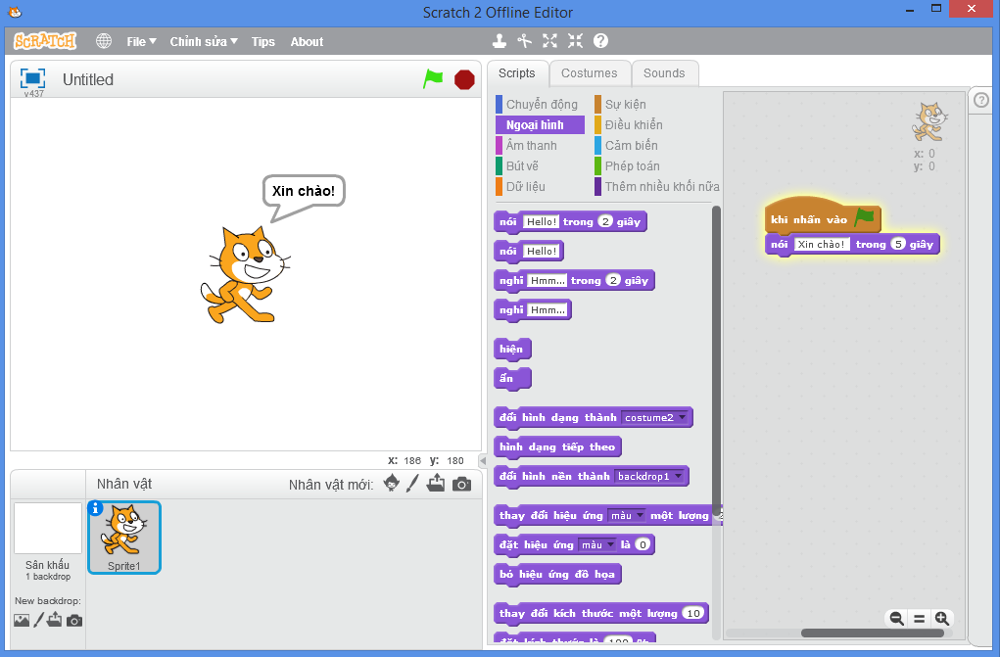 Scratch 2 Offline Editor
SCRATCH File Chỉnh sửa Tips About
v437 Untitled
Xin chào!
x: 186 y: 180
Nhân vật Nhân vật mới:
Sprite1
Sân khấu
1 backdrop
New backdrop:
Scripts Costumes Sounds
Chuyển động Sự kiện
Ngoại hình Điều khiển
Âm thanh Cảm biến
Bút vẽ Phép toán
Dữ liệu Thêm nhiều khối nữa
nói Hello! trong 2 giây
nói Hello!
nghĩ Hmm... trong 2 giây
nghĩ Hmm...
hiện
ẩn
đổi hình dạng thành costume2
hình dạng tiếp theo
đổi hình nền thành backdrop1
thay đổi hiệu ứng màu một lượng
đặt hiệu ứng màu là 0
bỏ hiệu ứng đồ họa
thay đổi kích thước một lượng 10
đặt kích thước là 100 %
x: 0
y: 0
khi nhấn vào
nói Xin chào! trong 5 giây